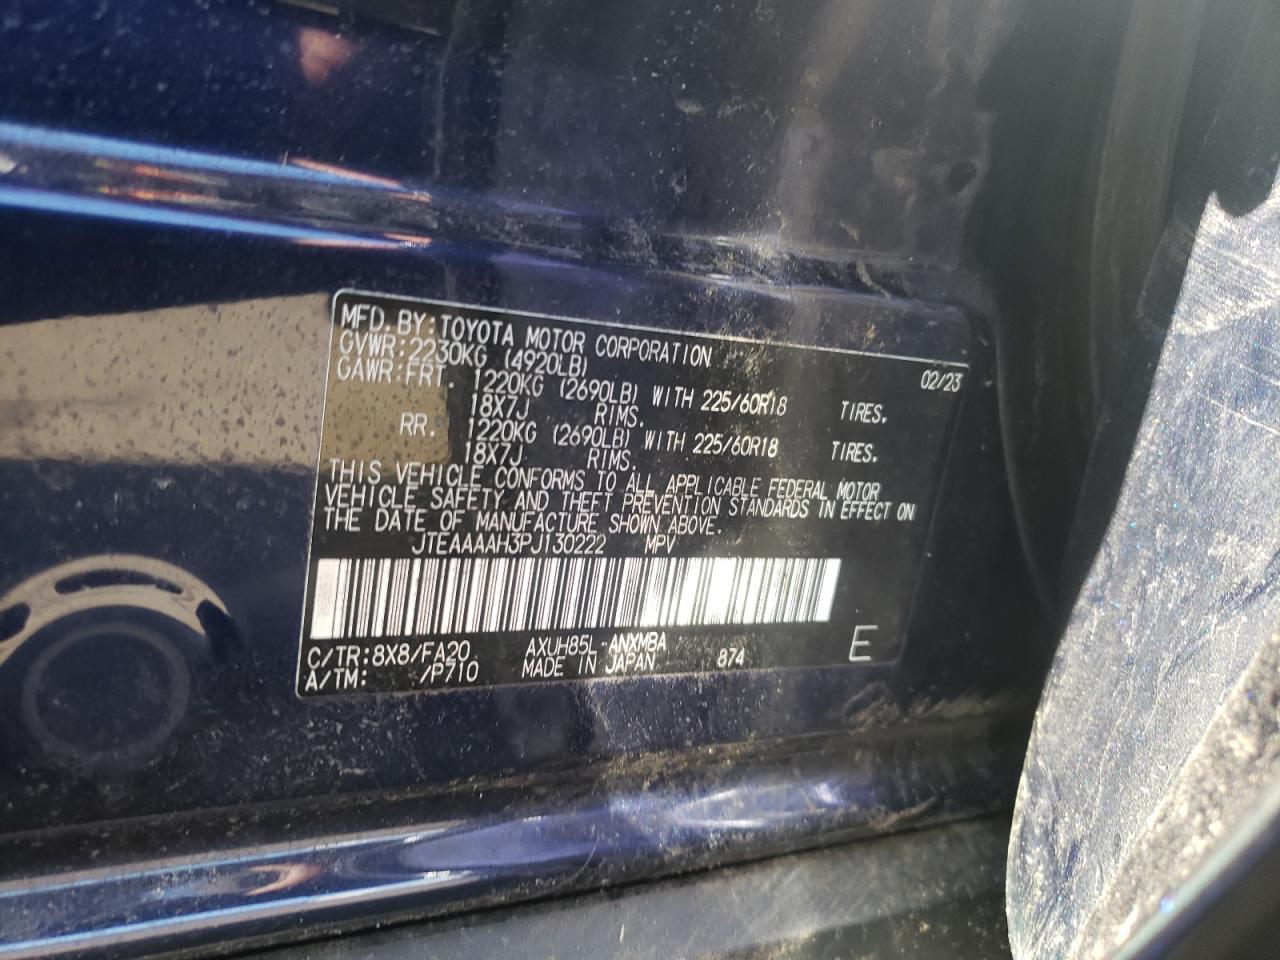 MFD. BY: TOYOTA MOTOR CORPORATION 02/23
GVWR: 2230KG (4920LB)
GAWR: FRT. 1220KG (2690LB) WITH 225/60R18 TIRES.
18X7J RIMS.
RR. 1220KG (2690LB) WITH 225/60R18 TIRES.
18X7J RIMS.
THIS VEHICLE CONFORMS TO ALL APPLICABLE FEDERAL MOTOR
VEHICLE SAFETY AND THEFT PREVENTION STANDARDS IN EFFECT ON
THE DATE OF MANUFACTURE SHOWN ABOVE.
JTEAAAAH3PJ130222 MPV
C/TR: 8X8/FA20 AXUH85L-ANXMBA E
A/TM: /P710 MADE IN JAPAN 874